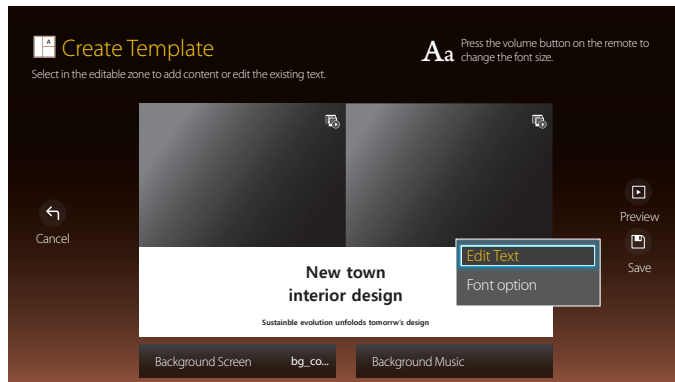 A
Create Template
Select in the editable zone to add content or edit the existing text.
Aa
Press the volume button on the remote to
change the font size.
Cancel
Preview
Save
Edit Text
Font option
New town
interior design
Sustainble evolution unfolods tomorrw's design
Background Screen bg_co...
Background Music